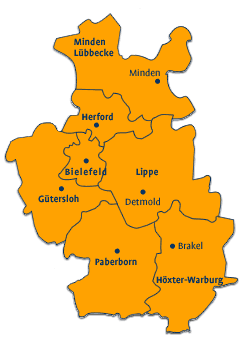 Minden
Lübbecke
Minden
Herford
Bielefeld
Lippe
Gütersloh
Detmold
Brakel
Paberborn
Höxter-Warburg